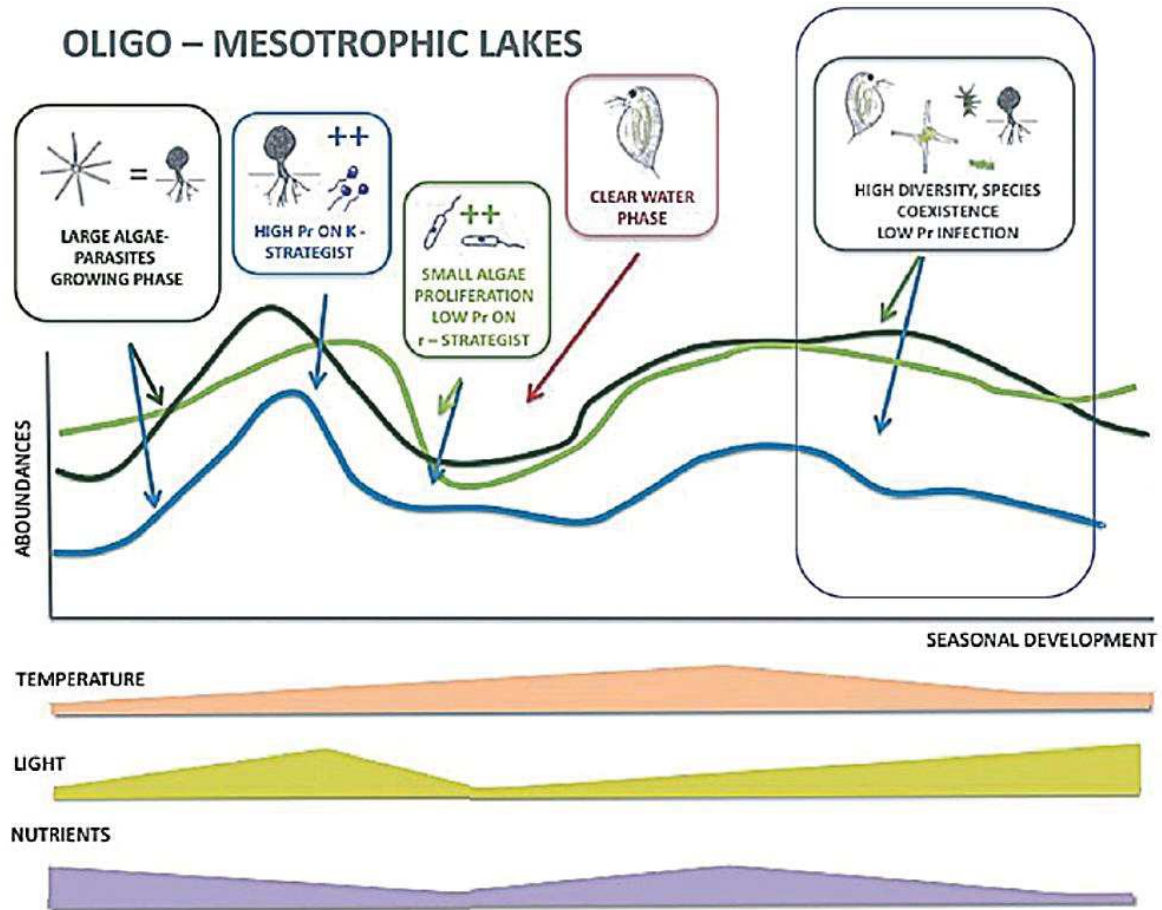 OLIGO – MESOTROPHIC LAKES
=
LARGE ALGAE-
PARASITES
GROWING PHASE
++
HIGH Pr ON K -
STRATEGIST
++
SMALL ALGAE
PROLIFERATION
LOW Pr ON
r – STRATEGIST
CLEAR WATER
PHASE
HIGH DIVERSITY, SPECIES
COEXISTENCE
LOW Pr INFECTION
ABOUNDANCES
SEASONAL DEVELOPMENT
TEMPERATURE
LIGHT
NUTRIENTS